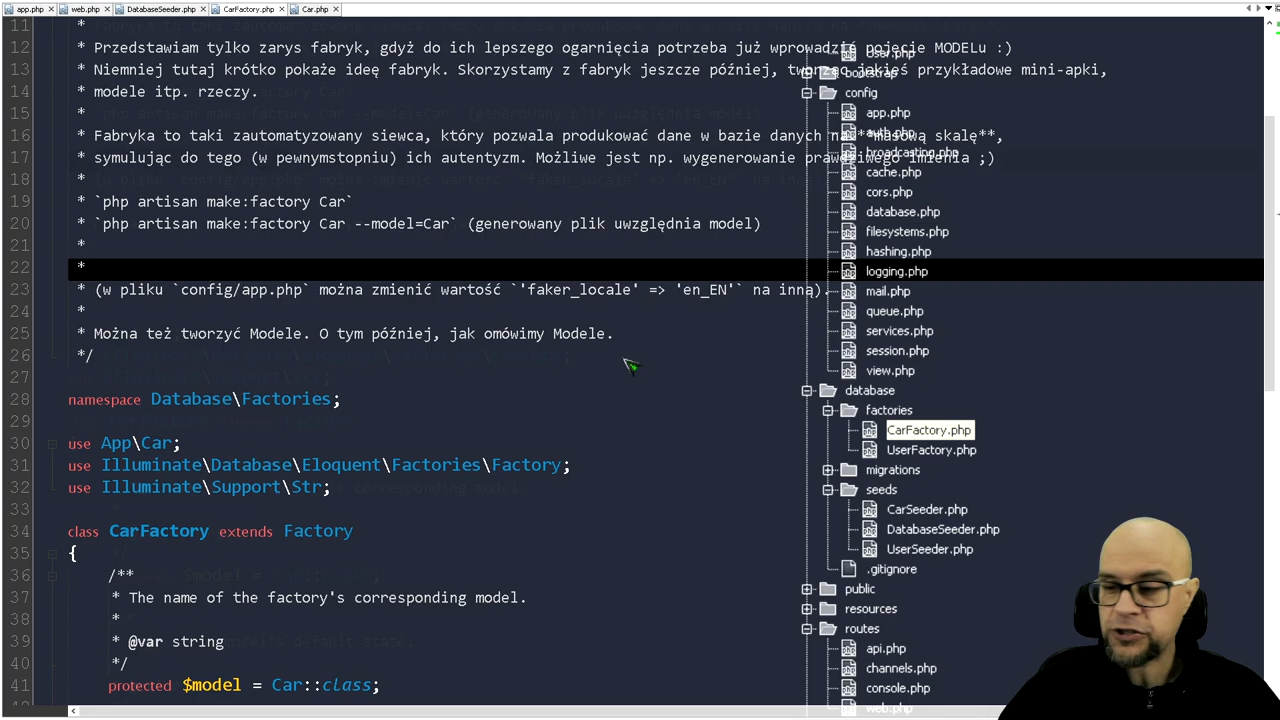 app.php
web.php
DatabaseSeeder.php
CarFactory.php
Car.php
11 *
12 * Przedstawiam tylko zarys fabryk, gdyż do ich lepszego ogarnięcia potrzeba już wprowadzić pojęcie MODELu :)
13 * Niemniej tutaj krótko pokaże ideę fabryk. Skorzystamy z fabryk jeszcze później, tworząc jakieś przykładowe mini-apki,
14 * modele itp. rzeczy.
15 *
16 * Fabryka to taki zautomatyzowany siewca, który pozwala produkować dane w bazie danych na **masową skalę**,
17 * symulując do tego (w pewnymstopniu) ich autentyzm. Możliwe jest np. wygenerowanie prawdziwego imienia ;)
18 *
19 * `php artisan make:factory Car`
20 * `php artisan make:factory Car --model=Car` (generowany plik uwzględnia model)
21 *
22 *
23 * (w pliku `config/app.php` można zmienić wartość `'faker_locale' => 'en_EN'` na inną).
24 *
25 * Można też tworzyć Modele. O tym później, jak omówimy Modele.
26 */
27
28 namespace Database\Factories;
29
30 use App\Car;
31 use Illuminate\Database\Eloquent\Factories\Factory;
32 use Illuminate\Support\Str;
33
34 class CarFactory extends Factory
35 {
36 /**
37 * The name of the factory's corresponding model.
38 *
39 * @var string
40 */
41 protected $model = Car::class;
User.php
bootstrap
config
app.php
auth.php
broadcasting.php
cache.php
cors.php
database.php
filesystems.php
hashing.php
logging.php
mail.php
queue.php
services.php
session.php
view.php
database
factories
CarFactory.php
UserFactory.php
migrations
seeds
CarSeeder.php
DatabaseSeeder.php
UserSeeder.php
.gitignore
public
resources
routes
api.php
channels.php
console.php
web.php